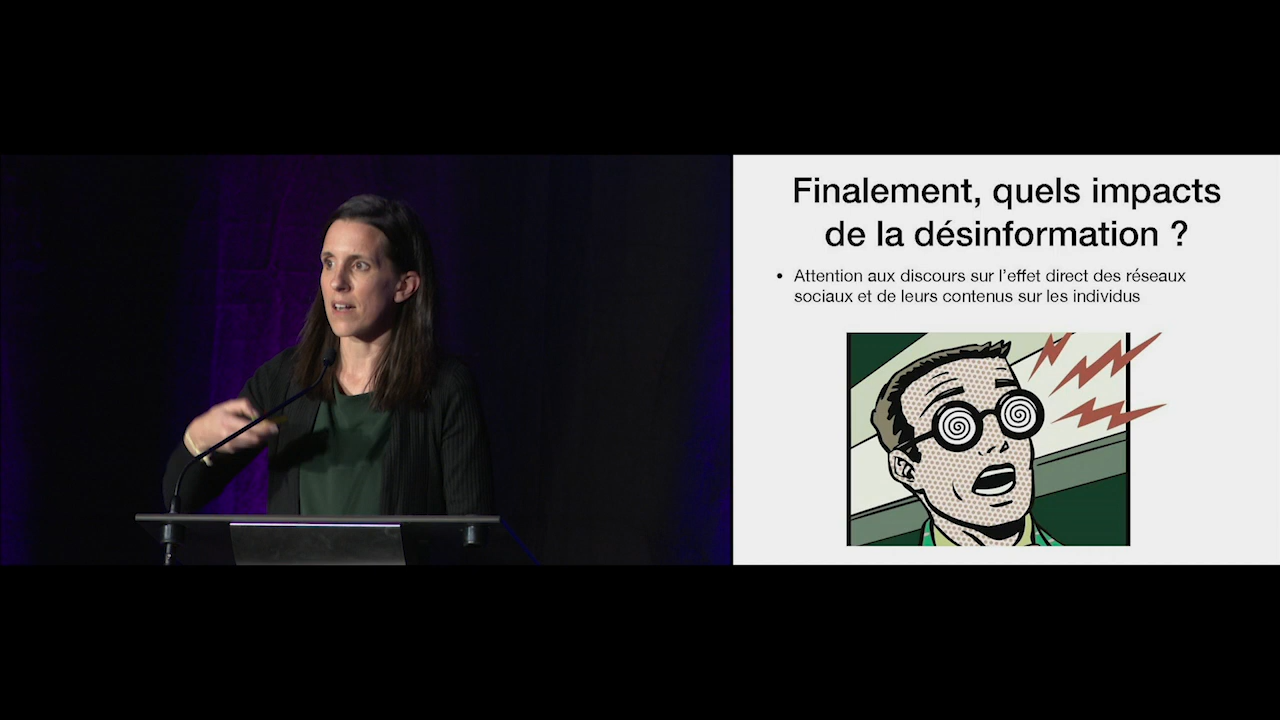 Finalement, quels impacts
de la désinformation ?
• Attention aux discours sur l'effet direct des réseaux
sociaux et de leurs contenus sur les individus